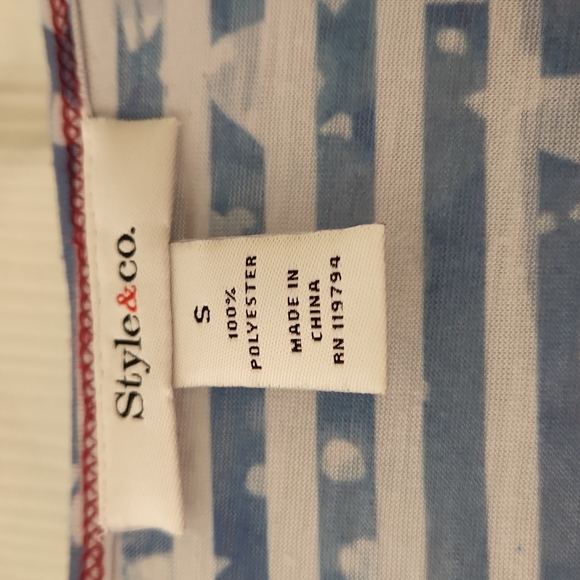 Style&co.
S
100%
POLYESTER
MADE IN
CHINA
RN 119794